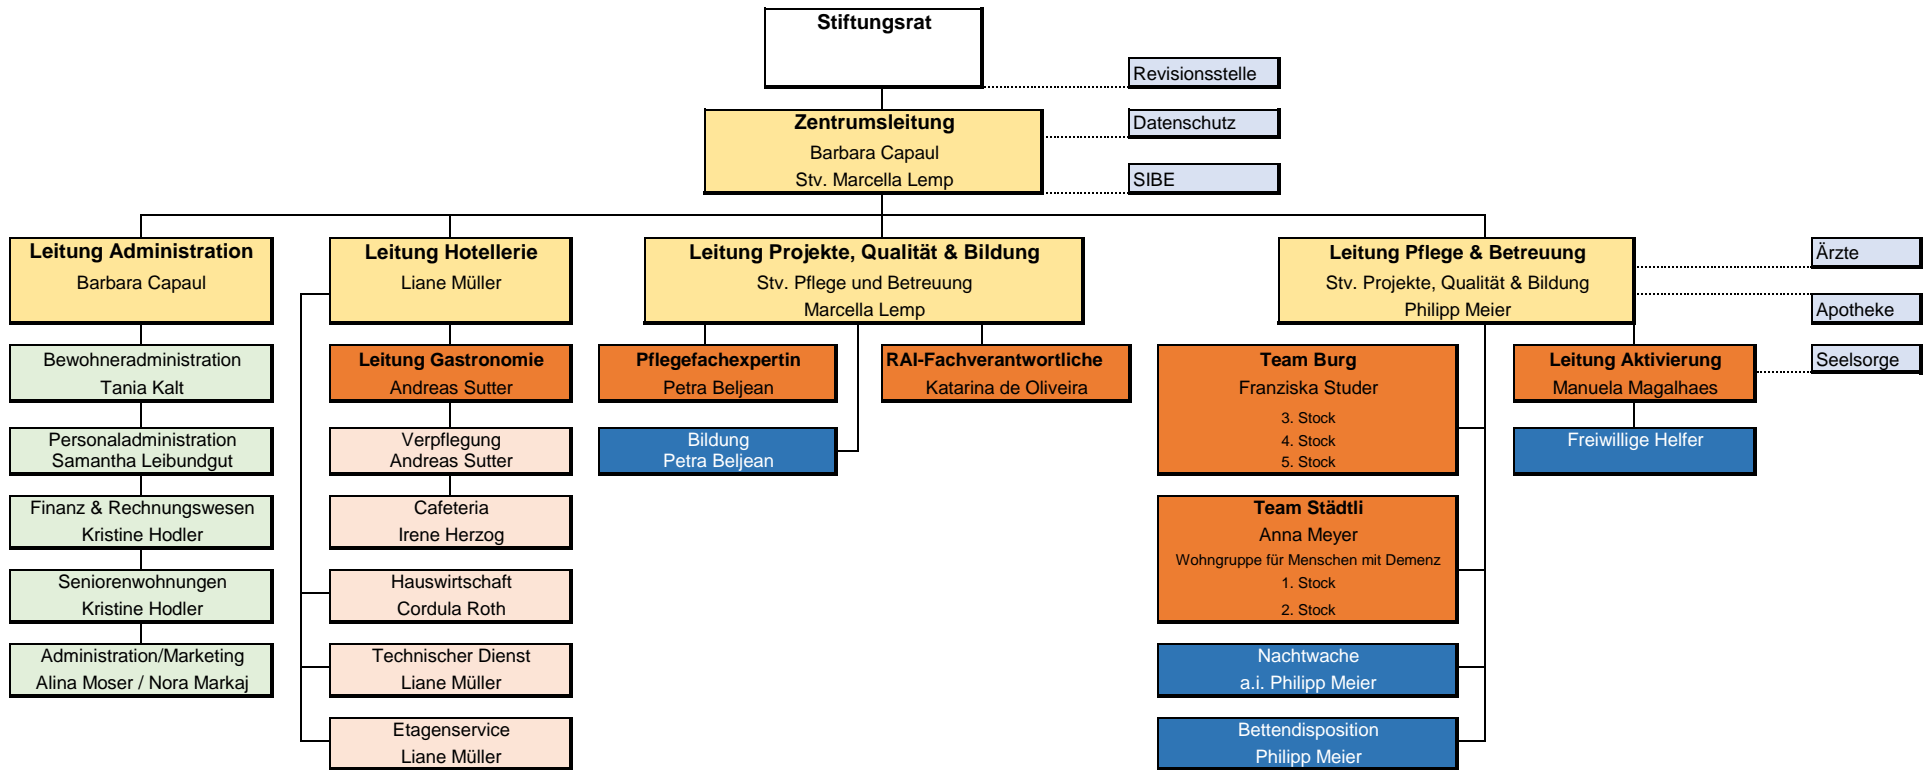 Stiftungsrat
Revisionsstelle
Zentrumsleitung
Barbara Capaul
Stv. Marcella Lemp
Datenschutz
SIBE
Leitung Administration
Barbara Capaul
Leitung Hotellerie
Liane Müller
Leitung Projekte, Qualität & Bildung
Stv. Pflege und Betreuung
Marcella Lemp
Leitung Pflege & Betreuung
Stv. Projekte, Qualität & Bildung
Philipp Meier
Ärzte
Apotheke
Seelsorge
Bewohneradministration
Tania Kalt
Personaladministration
Samantha Leibundgut
Finanz & Rechnungswesen
Kristine Hodler
Seniorenwohnungen
Kristine Hodler
Administration/Marketing
Alina Moser / Nora Markaj
Leitung Gastronomie
Andreas Sutter
Verpflegung
Andreas Sutter
Cafeteria
Irene Herzog
Hauswirtschaft
Cordula Roth
Technischer Dienst
Liane Müller
Etagenservice
Liane Müller
Pflegefachexpertin
Petra Beljean
Bildung
Petra Beljean
RAI-Fachverantwortliche
Katarina de Oliveira
Team Burg
Franziska Studer
3. Stock
4. Stock
5. Stock
Team Städtli
Anna Meyer
Wohngruppe für Menschen mit Demenz
1. Stock
2. Stock
Nachtwache
a.i. Philipp Meier
Bettendisposition
Philipp Meier
Leitung Aktivierung
Manuela Magalhaes
Freiwillige Helfer